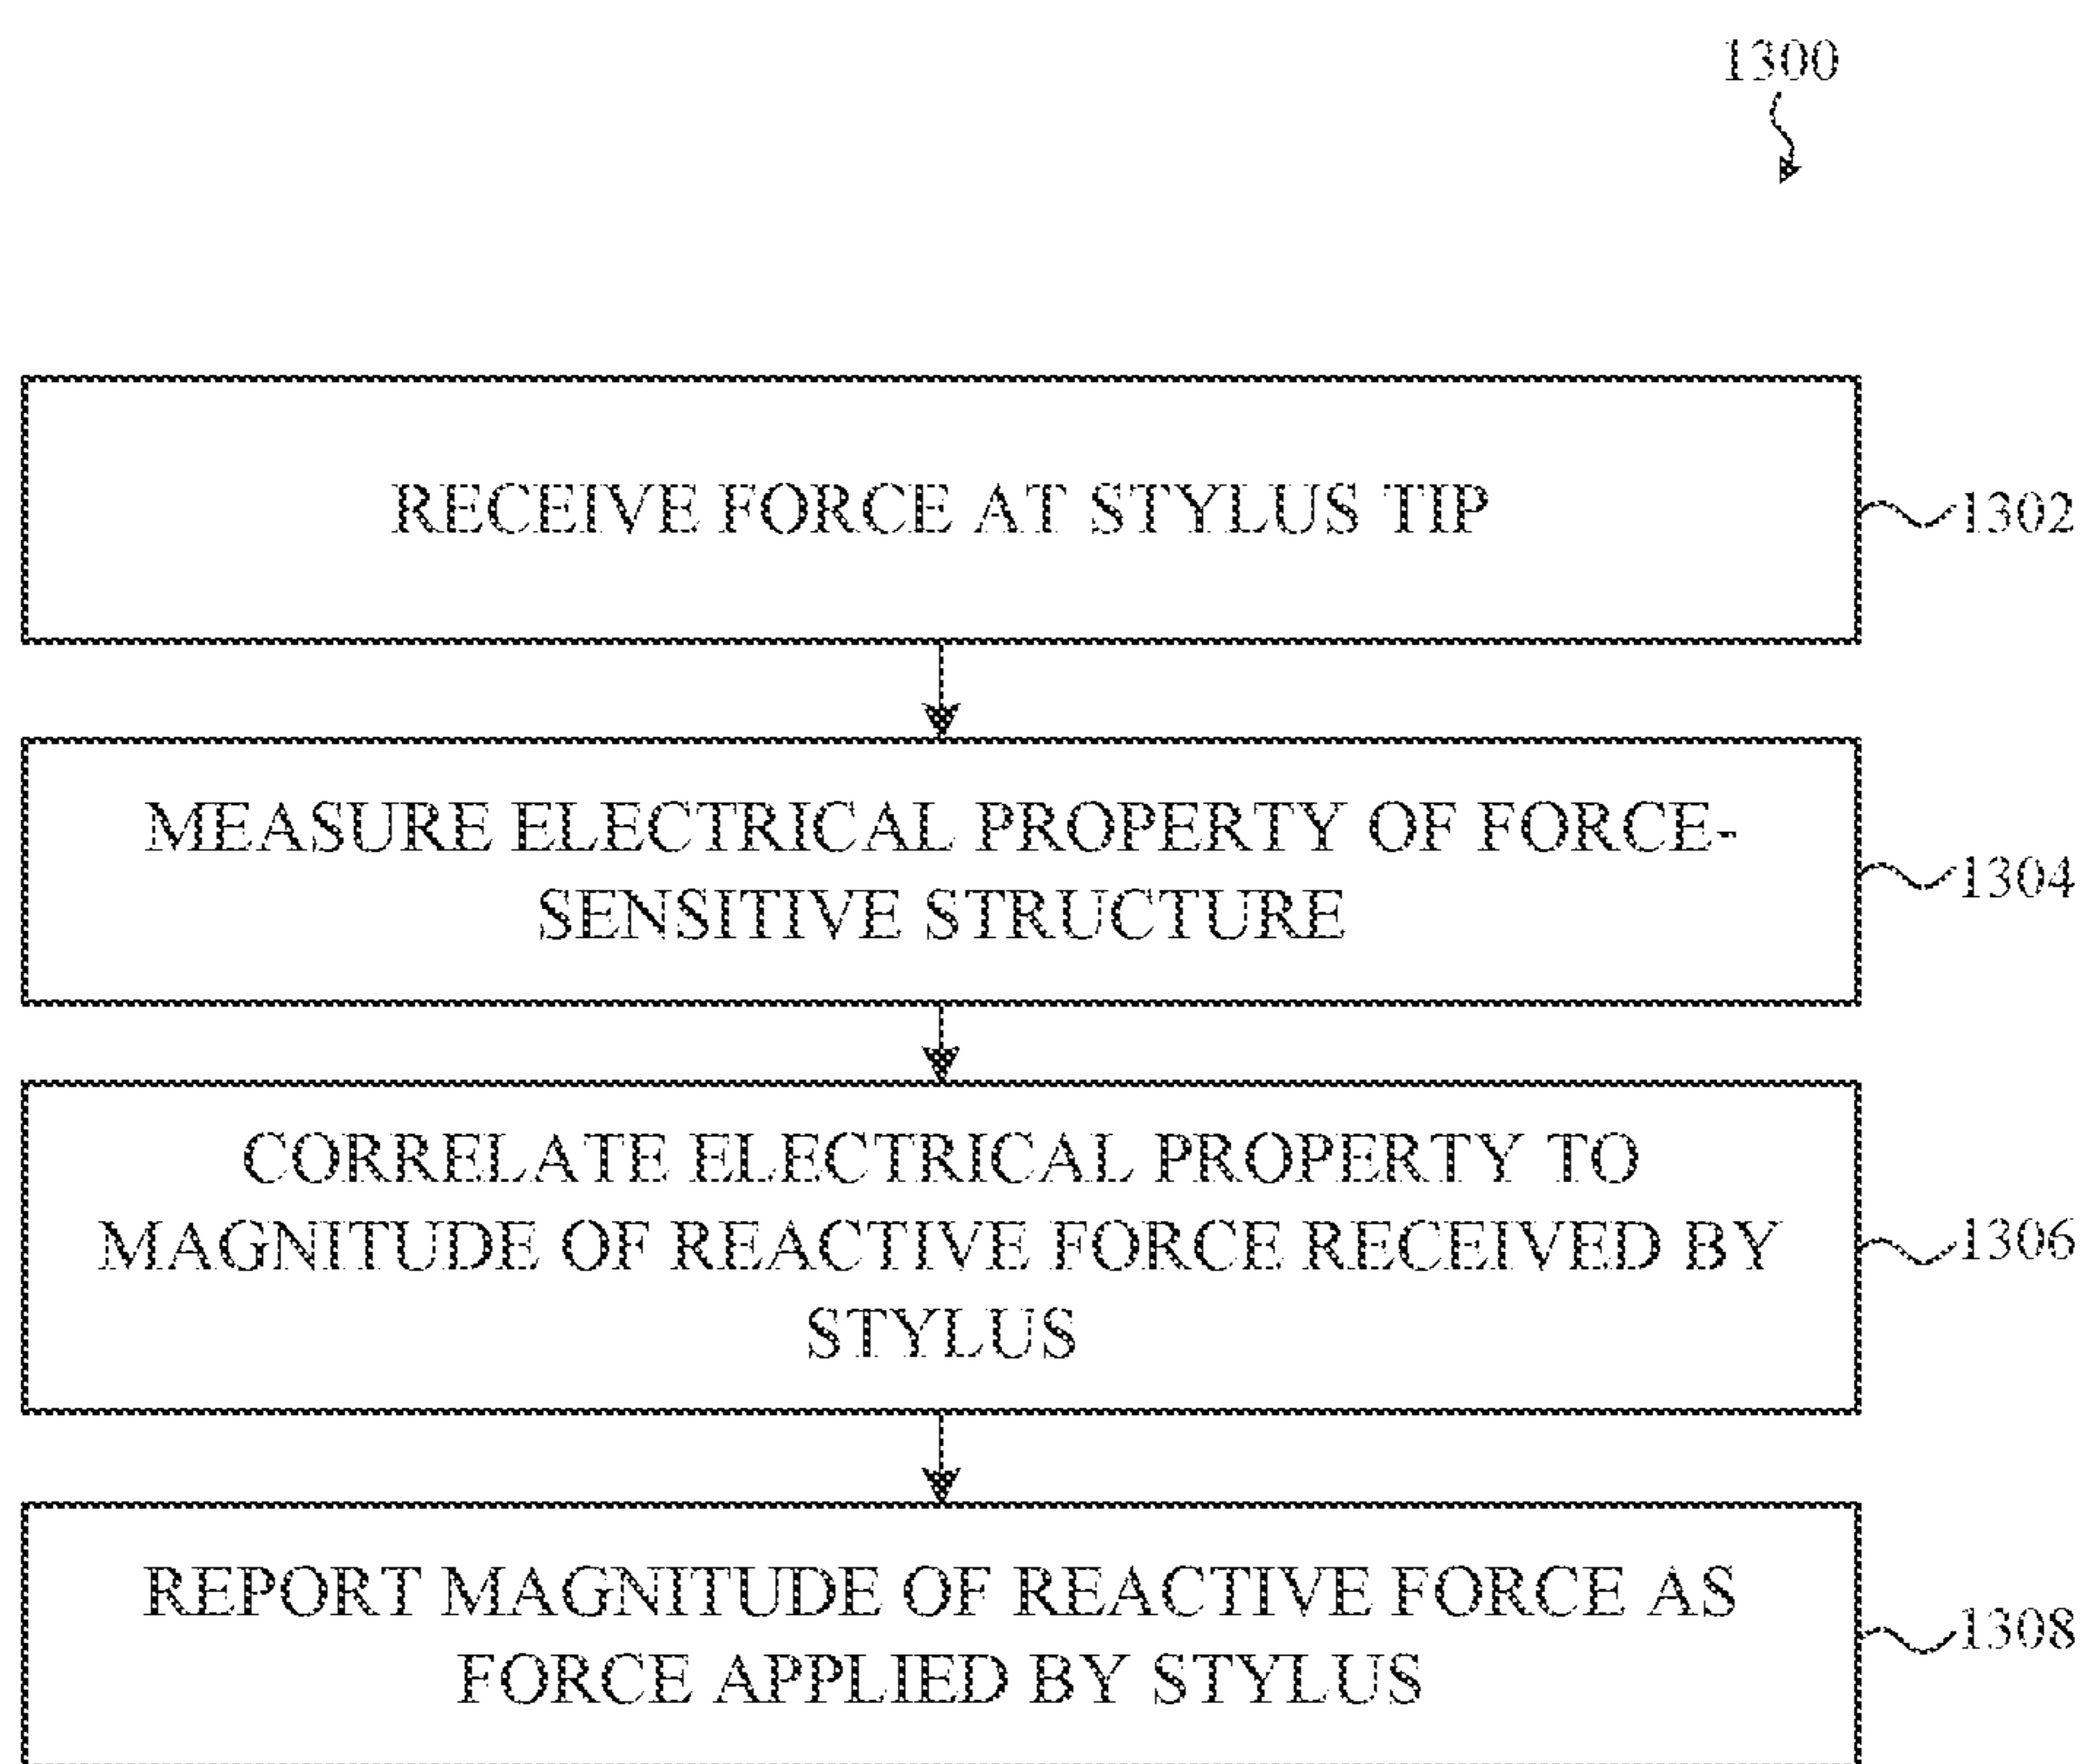 1300
RECEIVE FORCE AT STYLUS TIP
1302
MEASURE ELECTRICAL PROPERTY OF FORCE-
SENSITIVE STRUCTURE
1304
CORRELATE ELECTRICAL PROPERTY TO
MAGNITUDE OF REACTIVE FORCE RECEIVED BY
STYLUS
1306
REPORT MAGNITUDE OF REACTIVE FORCE AS
FORCE APPLIED BY STYLUS
1308